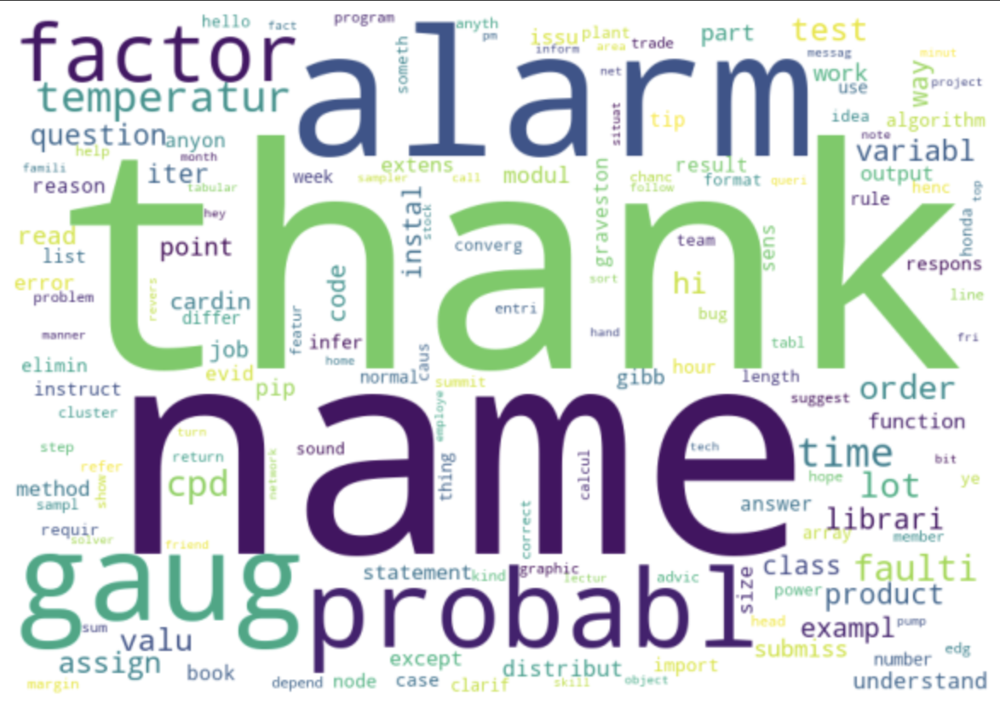 hello
fact
program
anyth
pm
factor
alarm
someth
issu
plant
trade
part
test
inform
area
messag
minut
net
work
way
project
use
temperatur
question
anyon
situat
tip
idea
algorithm
help
month
note
variabl
famili
iter
extens
result
reason
tabular
week
sampler
call
modul
chanc
follow
format
queri
output
henc
top
thank
hey
instal
stock
graveston
rule
honda
read
point
converg
team
sens
list
respons
error
revers
code
sort
hi
problem
cardin
entri
line
differ
featur
bug
manner
job
infer
hand
tabl
fri
home
caus
elimin
evid
pip
normal
summit
gibb
hour
length
order
instruct
suggest
cluster
name
employe
function
turn
step
sound
tech
time
return
network
thing
calcul
bit
refer
method
show
cpd
hope
lot
ye
sampl
answer
librari
requir
correct
array
member
solver
friend
gaug
statement
kind
graphic
lectur
probabl
advic
size
class
faulti
power
product
sum
valu
head
exampl
pump
assign
book
except
distribut
import
submiss
number
edg
margin
depend
node
case
clarif
skill
object
understand